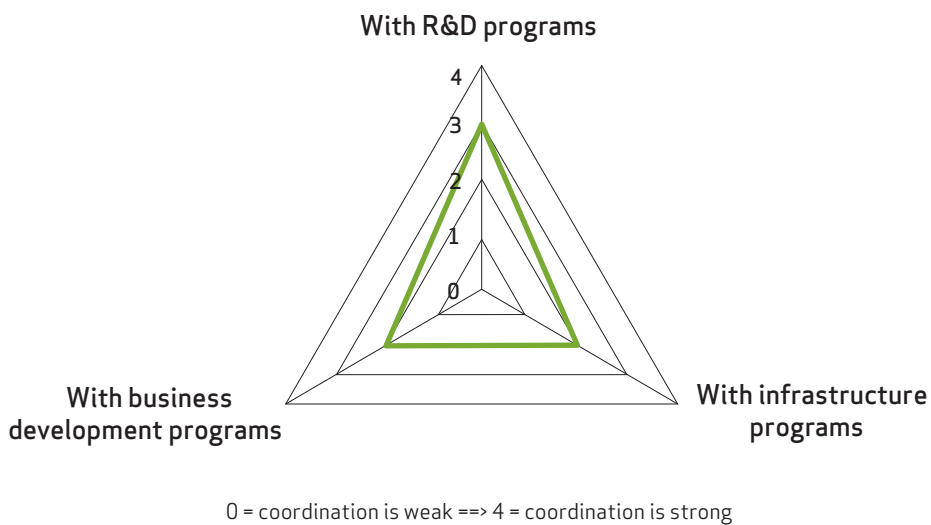 With R&D programs
4
3
2
1
0
With business
development programs
With infrastructure
programs
0 = coordination is weak ==> 4 = coordination is strong